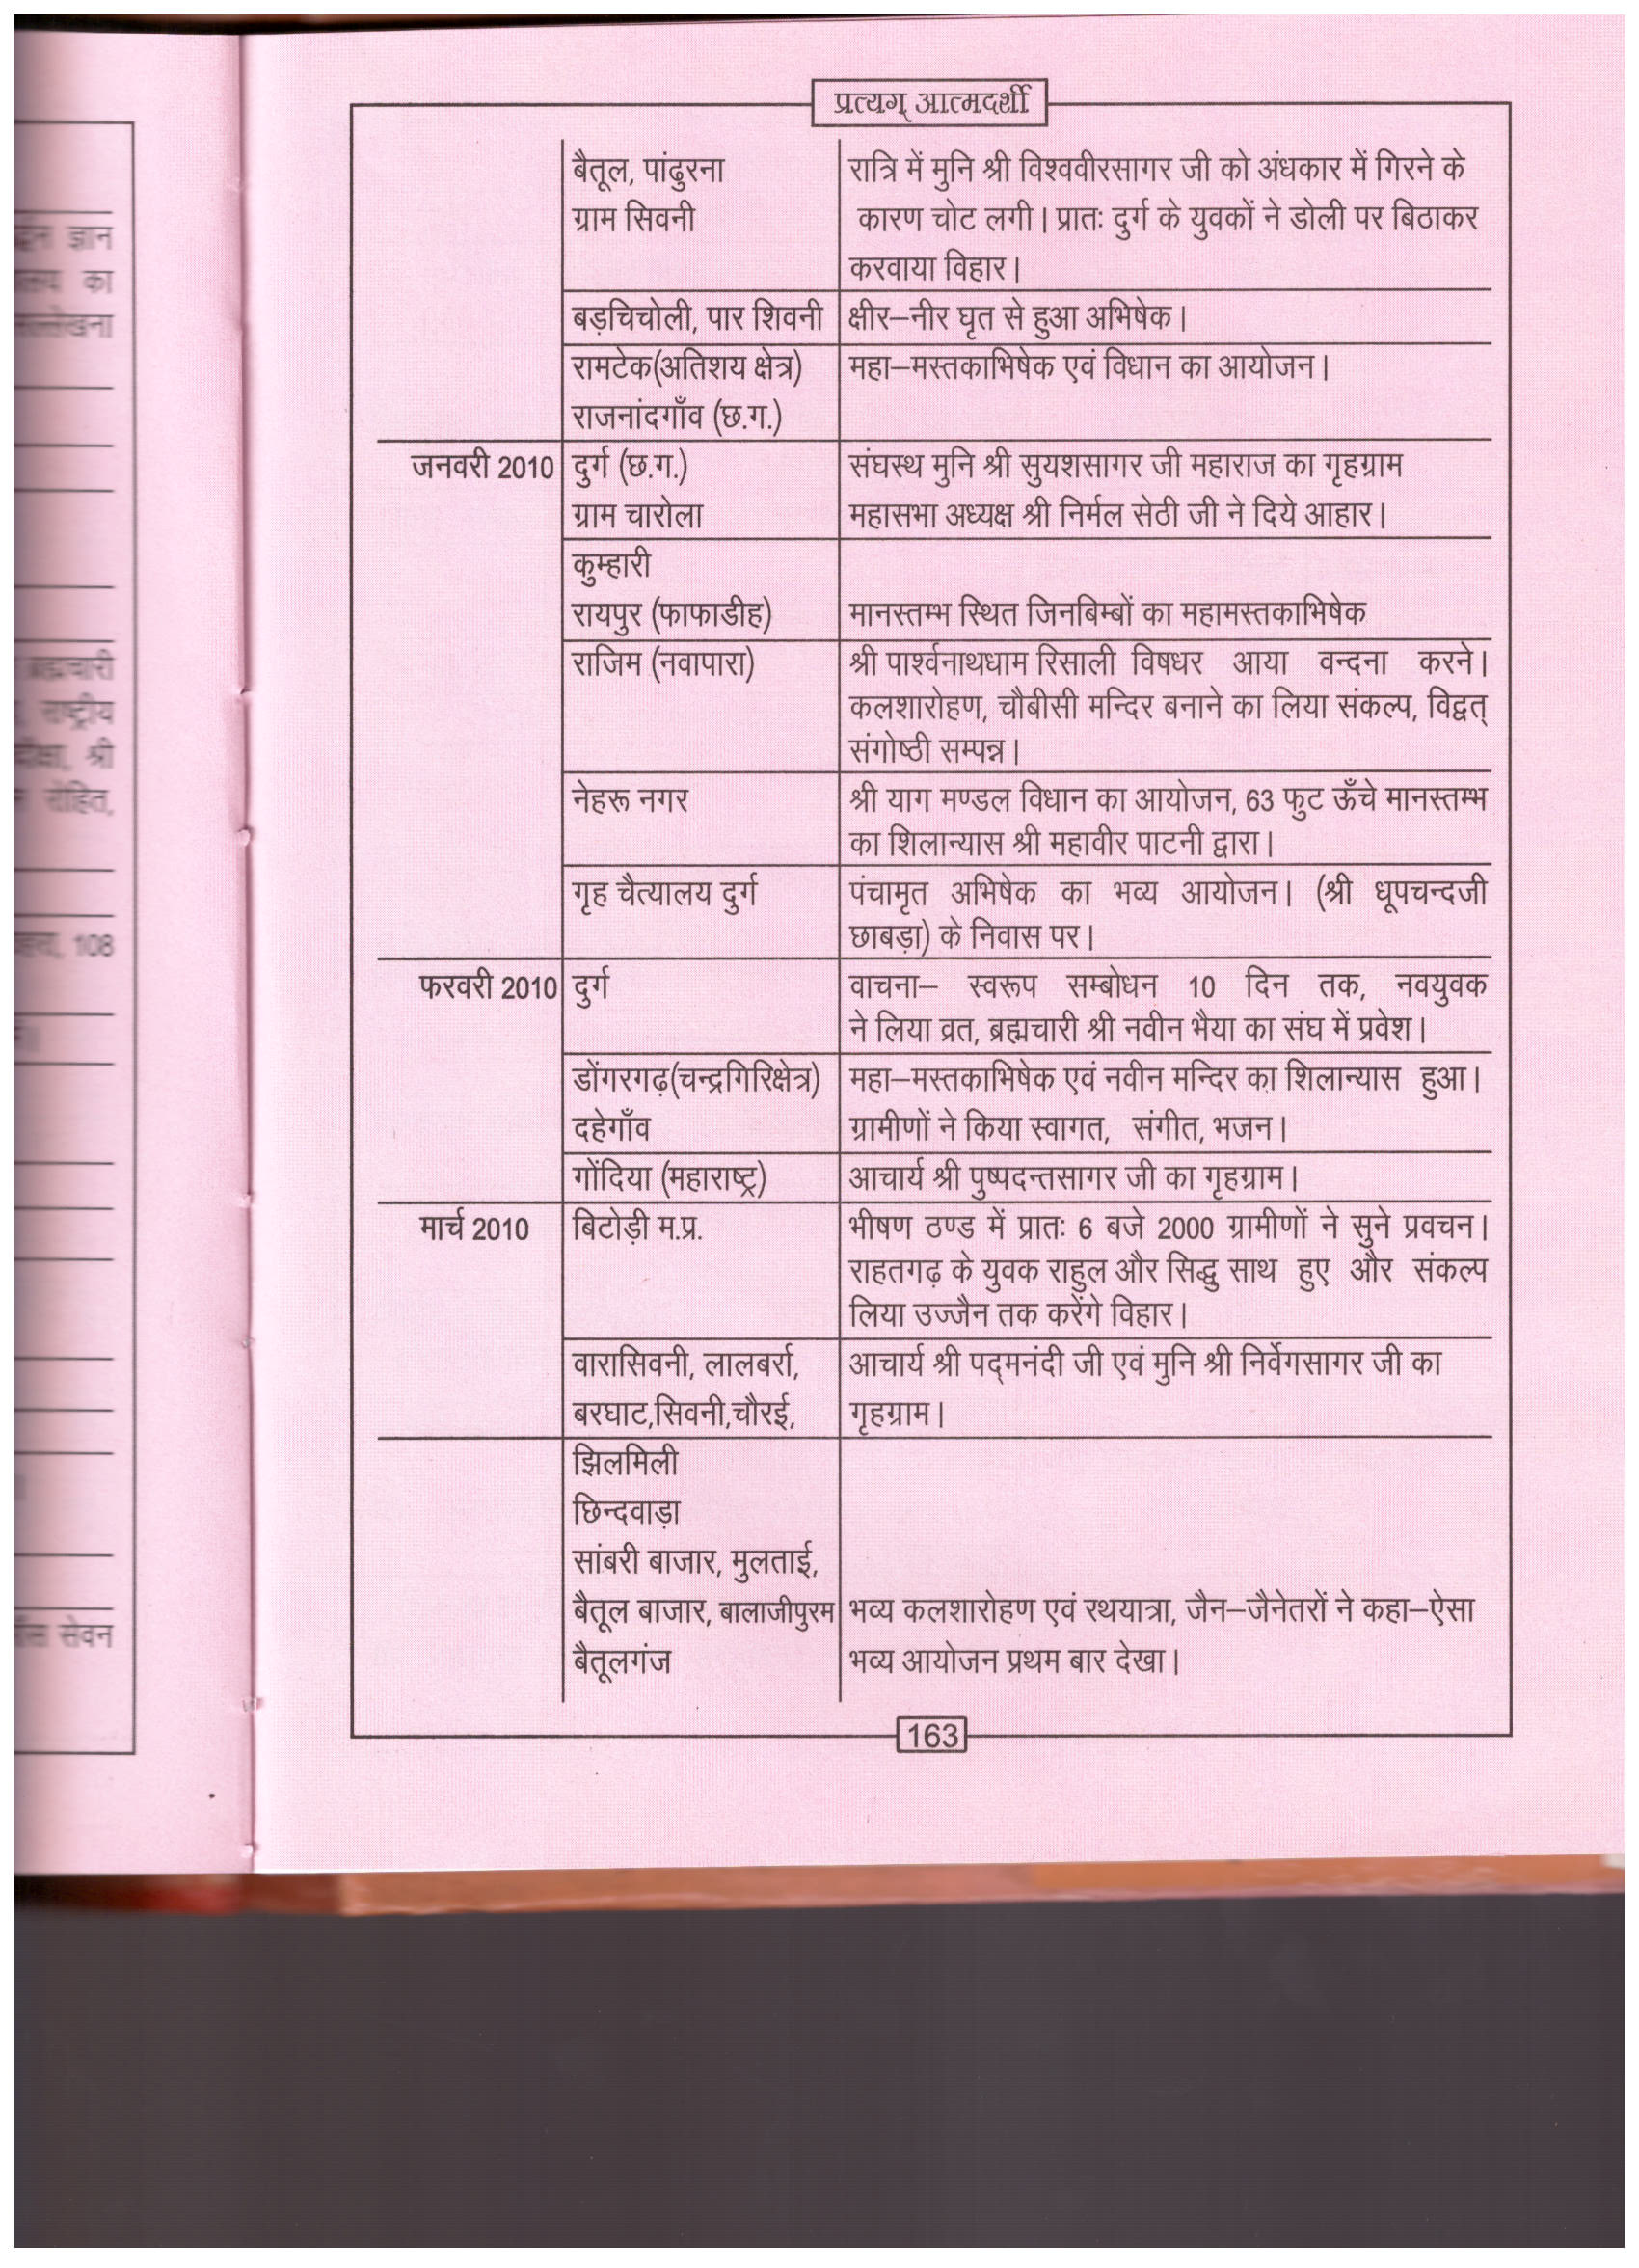 प्रत्यग् आत्मदर्शी
बैतूल, पांढुरना रात्रि में मुनि श्री विश्ववीरसागर जी को अंधकार में गिरने के
ग्राम सिवनी कारण चोट लगी। प्रातः दुर्ग के युवकों ने डोली पर बिठाकर
करवाया विहार।
बड़चिचोली, पार शिवनी क्षीर–नीर घृत से हुआ अभिषेक।
रामटेक(अतिशय क्षेत्र) महा–मस्तकाभिषेक एवं विधान का आयोजन।
राजनांदगाँव (छ.ग.)
जनवरी 2010 दुर्ग (छ.ग.) संघस्थ मुनि श्री सुयशसागर जी महाराज का गृहग्राम
ग्राम चारोला महासभा अध्यक्ष श्री निर्मल सेठी जी ने दिये आहार।
कुम्हारी
रायपुर (फाफाडीह) मानस्तम्भ स्थित जिनबिम्बों का महामस्तकाभिषेक
राजिम (नवापारा) श्री पार्श्वनाथधाम रिसाली विषधर आया वन्दना करने।
कलशारोहण, चौबीसी मन्दिर बनाने का लिया संकल्प, विद्वत्
संगोष्ठी सम्पन्न।
नेहरू नगर श्री याग मण्डल विधान का आयोजन, 63 फुट ऊँचे मानस्तम्भ
का शिलान्यास श्री महावीर पाटनी द्वारा।
गृह चैत्यालय दुर्ग पंचामृत अभिषेक का भव्य आयोजन। (श्री धूपचन्दजी
छाबड़ा) के निवास पर।
फरवरी 2010 दुर्ग वाचना– स्वरूप सम्बोधन 10 दिन तक, नवयुवक
ने लिया व्रत, ब्रह्मचारी श्री नवीन भैया का संघ में प्रवेश।
डोंगरगढ़(चन्द्रगिरिक्षेत्र) महा–मस्तकाभिषेक एवं नवीन मन्दिर का शिलान्यास हुआ।
दहेगाँव ग्रामीणों ने किया स्वागत, संगीत, भजन।
गोंदिया (महाराष्ट्र) आचार्य श्री पुष्पदन्तसागर जी का गृहग्राम।
मार्च 2010 बिटोड़ी म.प्र. भीषण ठण्ड में प्रातः 6 बजे 2000 ग्रामीणों ने सुने प्रवचन।
राहतगढ़ के युवक राहुल और सिद्धु साथ हुए और संकल्प
लिया उज्जैन तक करेंगे विहार।
वारासिवनी, लालबर्रा, आचार्य श्री पद्मनंदी जी एवं मुनि श्री निर्वेगसागर जी का
बरघाट,सिवनी,चौरई, गृहग्राम।
झिलमिली
छिन्दवाड़ा
सांबरी बाजार, मुलताई,
बैतूल बाजार, बालाजीपुरम भव्य कलशारोहण एवं रथयात्रा, जैन–जैनेतरों ने कहा–ऐसा
बैतूलगंज भव्य आयोजन प्रथम बार देखा।
163
ज्ञान
का
ब्रह्मचारी
राष्ट्रीय
श्री
रोहित,
108
सेवन